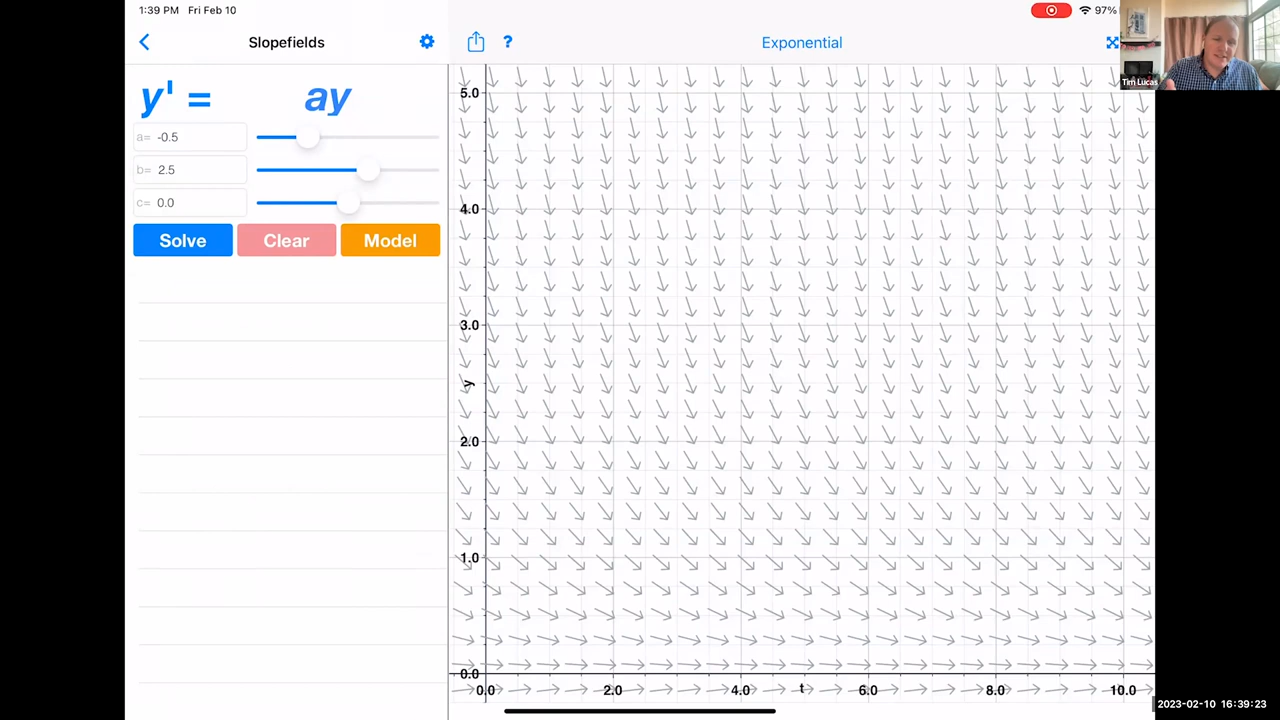 1:39 PM Fri Feb 10
97%
Slopefields
?
Exponential
Tim Lucas
y' = ay
a= -0.5
b= 2.5
c= 0.0
Solve Clear Model
5.0
4.0
3.0
y
2.0
1.0
0.0
0.0 2.0 4.0 t 6.0 8.0 10.0
2023-02-10 16:39:23